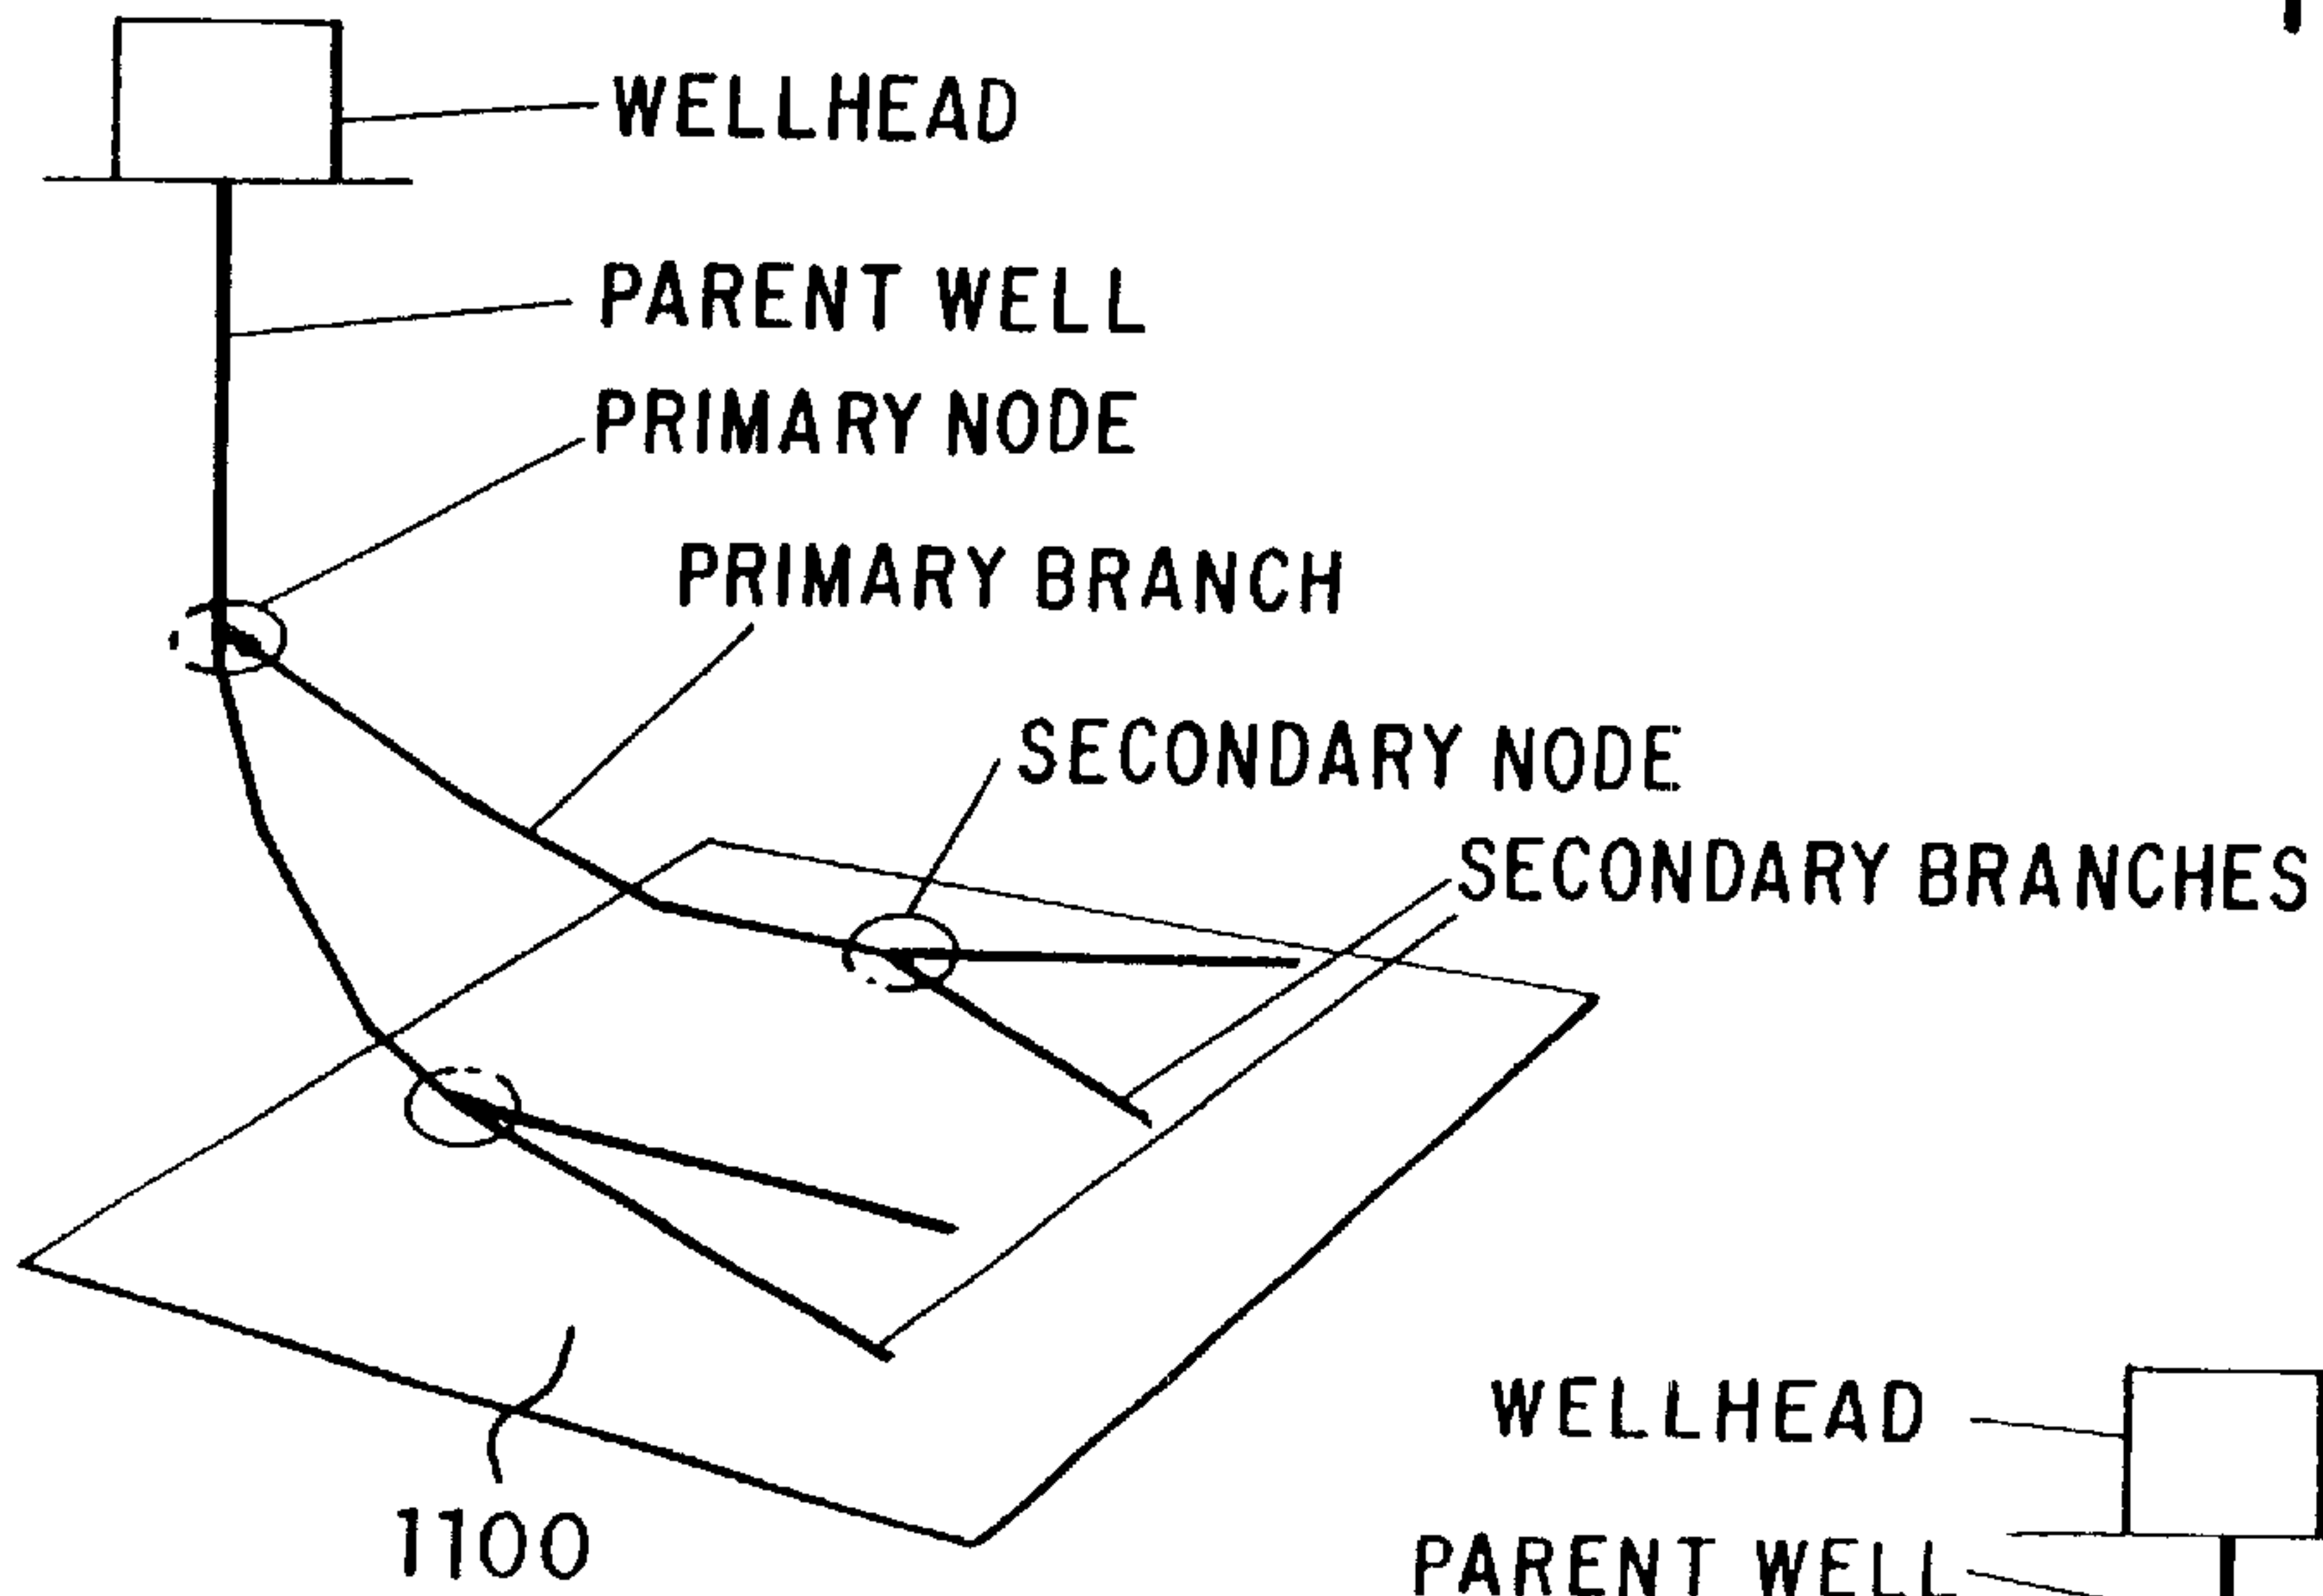 WELLHEAD
PARENT WELL
PRIMARY NODE
PRIMARY BRANCH
SECONDARY NODE
SECONDARY BRANCHES
WELLHEAD
1100
PARENT WELL